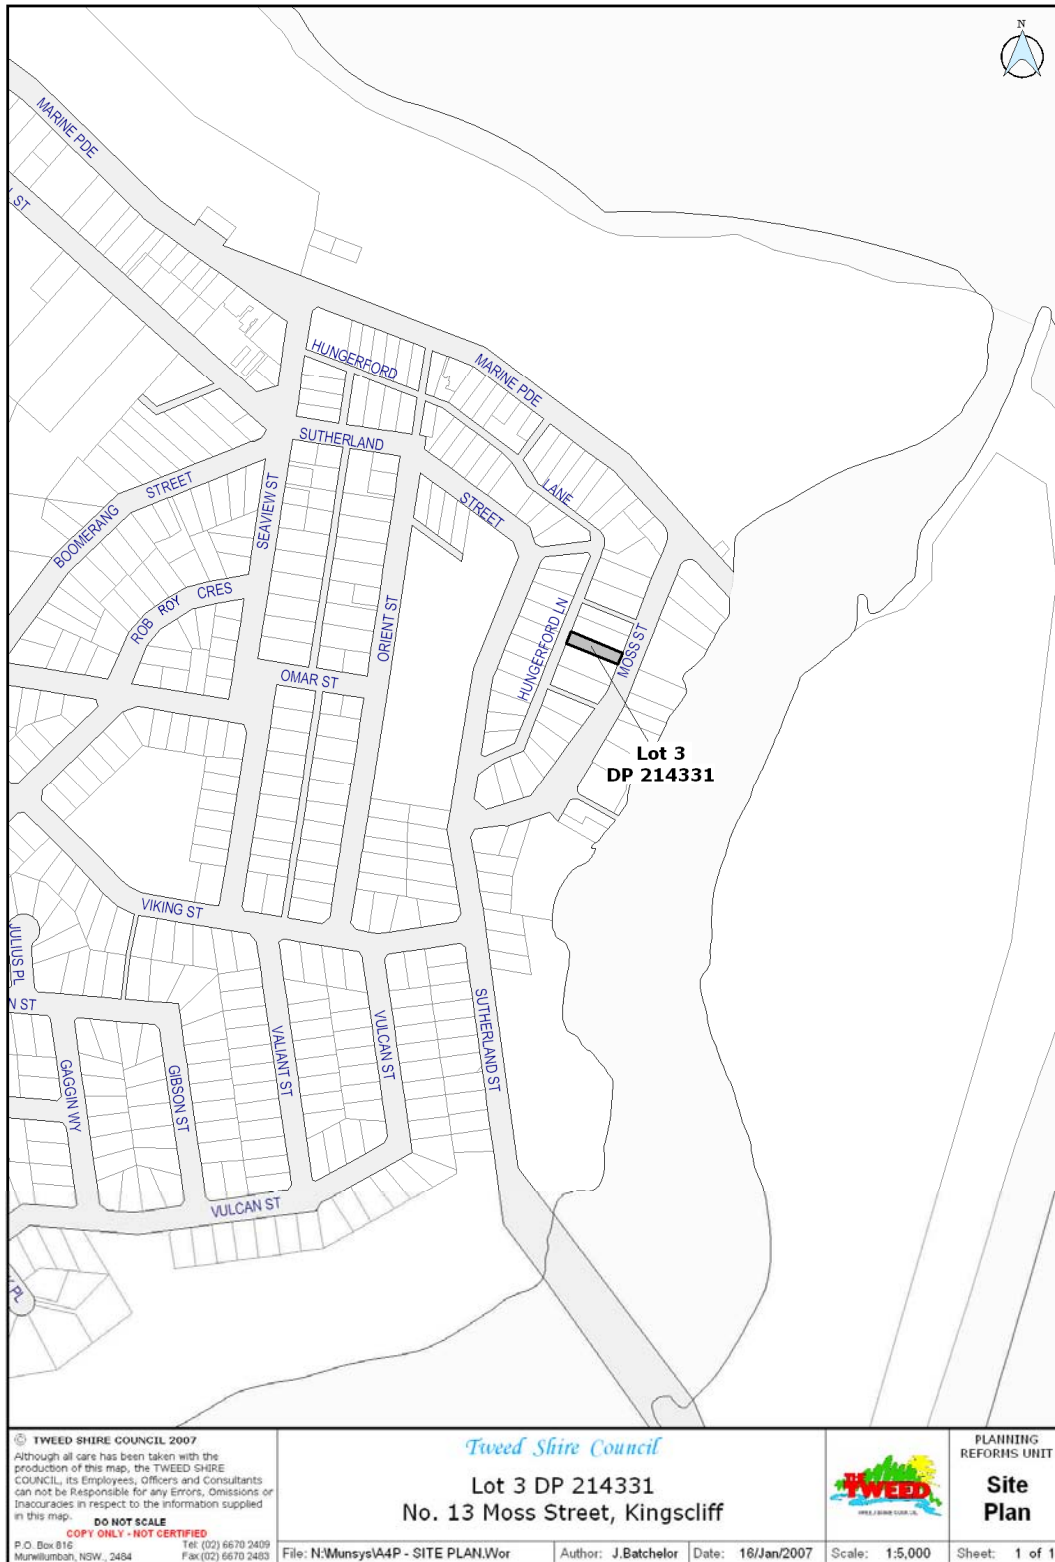 N
MARINE PDE
ST
HUNGERFORD
MARINE PDE
SUTHERLAND
LANE
STREET
STREET
BOOMERANG
SEAVIEW ST
ROB ROY CRES
ORIENT ST
HUNGERFORD LN
MOSS ST
OMAR ST
Lot 3
DP 214331
VIKING ST
JULIUS PL
N ST
GAGGIN WY
GIBSON ST
VALIANT ST
VULCAN ST
SUTHERLAND ST
VULCAN ST
PL
© TWEED SHIRE COUNCIL 2007
Although all care has been taken with the
production of this map, the TWEED SHIRE
COUNCIL, its Employees, Officers and Consultants
can not be Responsible for any Errors, Omissions or
Inaccuracies in respect to the information supplied
in this map.
DO NOT SCALE
COPY ONLY - NOT CERTIFIED
P.O. Box 816
Murwillumbah, NSW., 2484
Tel: (02) 6670 2409
Fax:(02) 6670 2483
Tweed Shire Council
Lot 3 DP 214331
No. 13 Moss Street, Kingscliff
File: N:\Munsys\A4P - SITE PLAN.Wor
Author: J.Batchelor
Date: 16/Jan/2007
THE TWEED
TWEED SHIRE COUNCIL
Scale: 1:5,000
PLANNING
REFORMS UNIT
Site
Plan
Sheet: 1 of 1